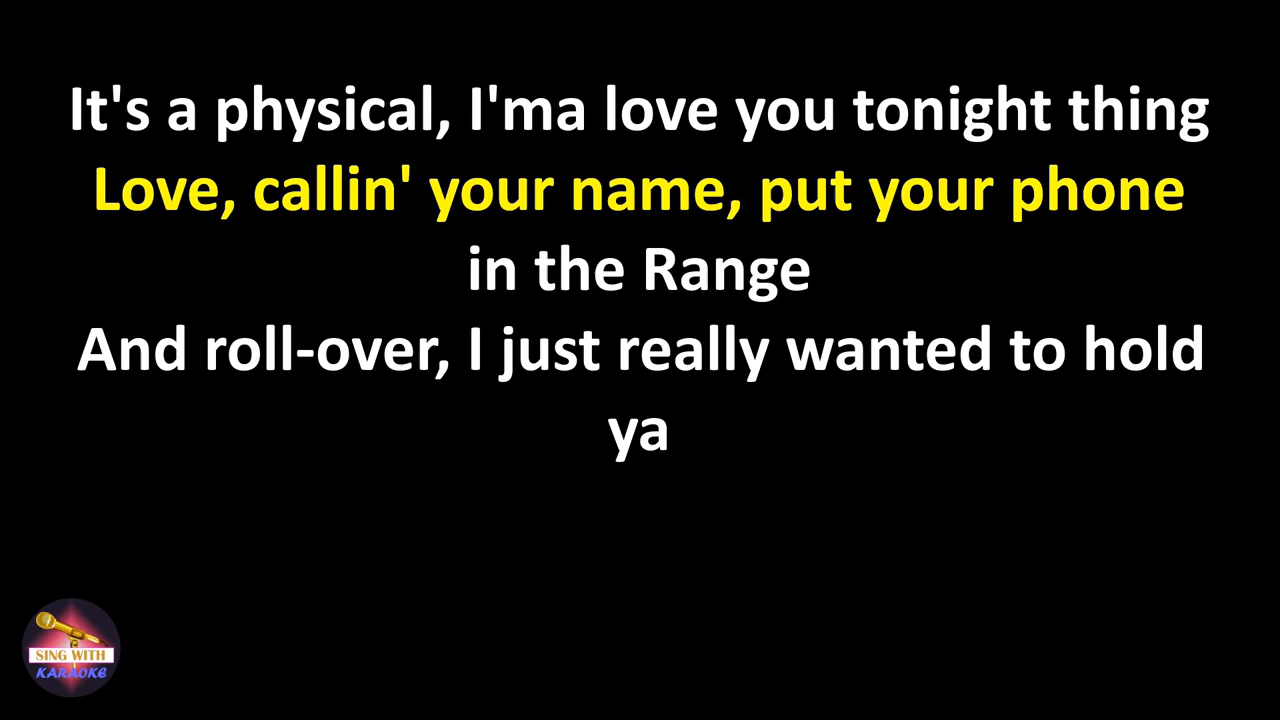 It's a physical, I'ma love you tonight thing
Love, callin' your name, put your phone
in the Range
And roll-over, I just really wanted to hold
ya
SING WITH
KARAOKE